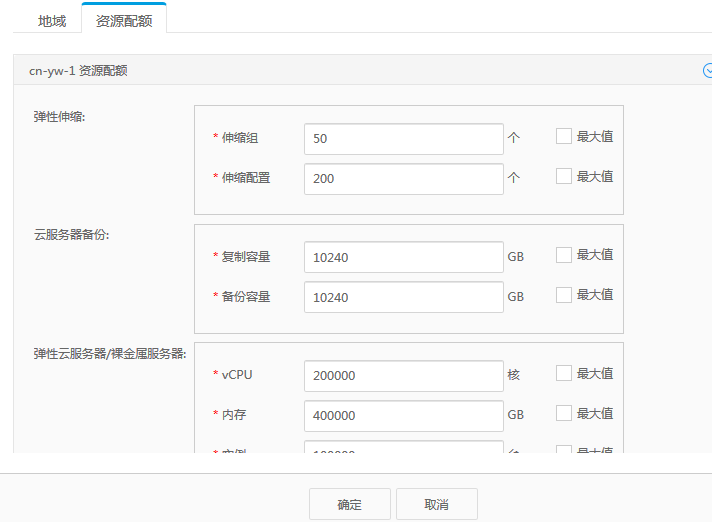 地域 资源配额
cn-yw-1 资源配额
弹性伸缩:
* 伸缩组 50 个 最大值
* 伸缩配置 200 个 最大值
云服务器备份:
* 复制容量 10240 GB 最大值
* 备份容量 10240 GB 最大值
弹性云服务器/裸金属服务器:
* vCPU 200000 核 最大值
* 内存 400000 GB 最大值
确定 取消